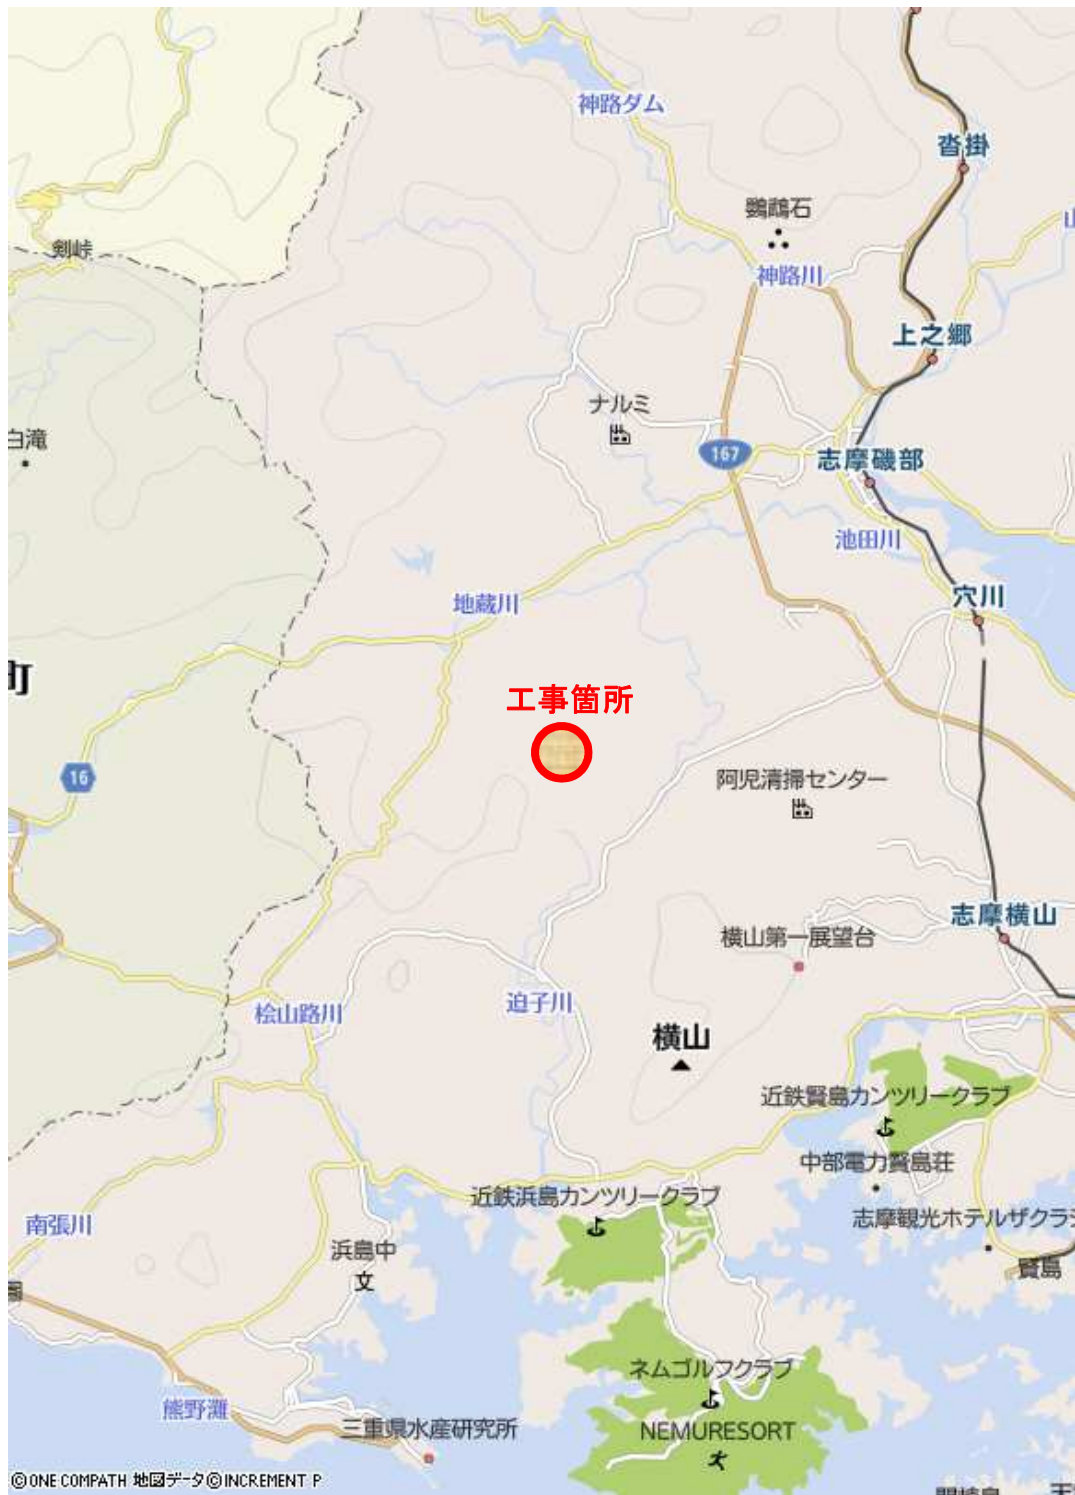 神路ダム
沓掛
鸚鵡石
剣峠
神路川
上之郷
ナルミ
白滝
167
志摩磯部
池田川
地蔵川
穴川
町
工事箇所
16
阿児清掃センター
志摩横山
横山第一展望台
桧山路川
迫子川
横山
近鉄賢島カンツリークラブ
中部電力賢島荘
近鉄浜島カンツリークラブ
志摩観光ホテルザクラシ
南張川
浜島中
文
賢島
ネムゴルフクラブ
熊野灘
三重県水産研究所
NEMURESORT
©ONE COMPATH 地図データ©INCREMENT P